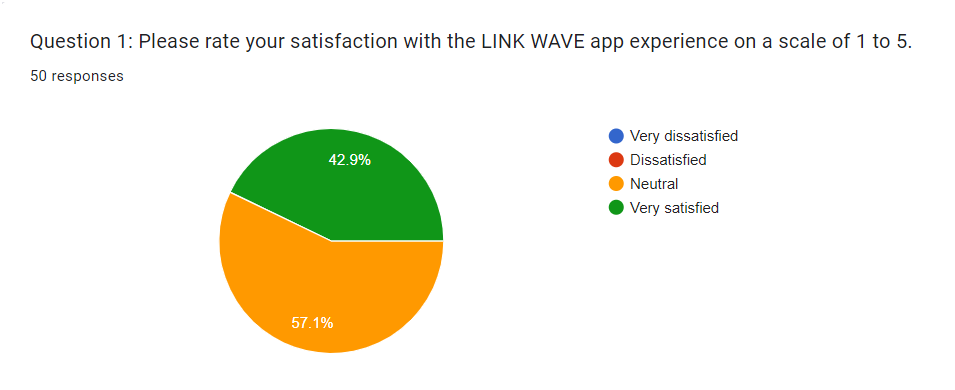 Question 1: Please rate your satisfaction with the LINK WAVE app experience on a scale of 1 to 5.
50 responses
42.9%
57.1%
Very dissatisfied
Dissatisfied
Neutral
Very satisfied